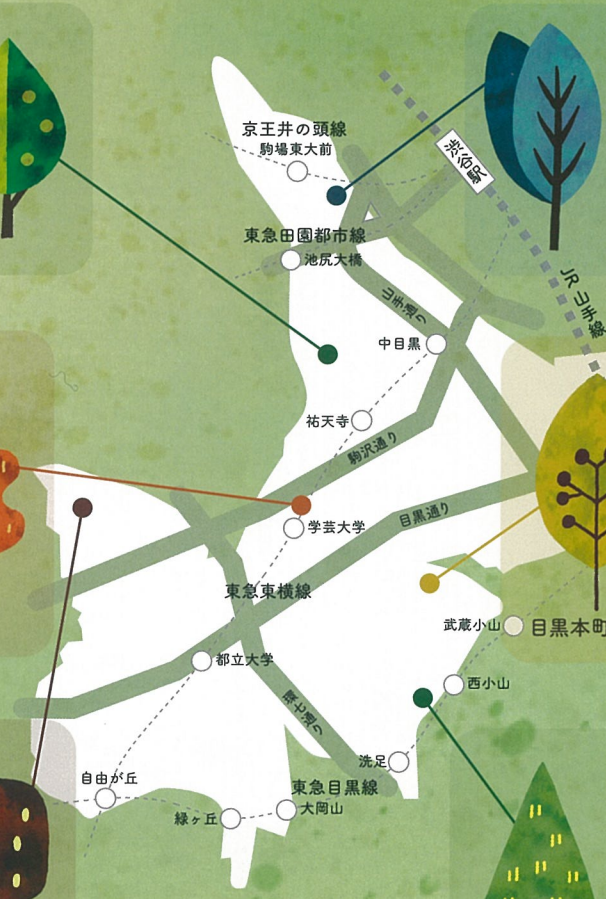 京王井の頭線
駒場東大前
渋谷駅
東急田園都市線
池尻大橋
JR 山手線
山手通り
中目黒
祐天寺
駒沢通り
目黒通り
学芸大学
東急東横線
武蔵小山
目黒本町
都立大学
西小山
環七通り
洗足
自由が丘
東急目黒線
大岡山
緑ヶ丘